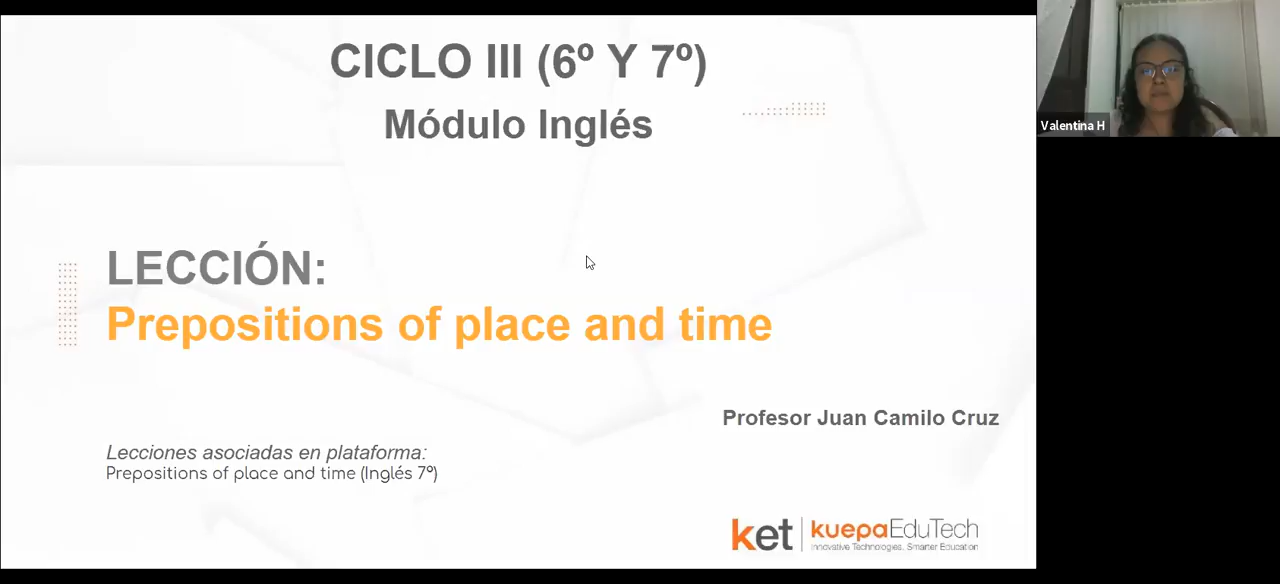 CICLO III (6º Y 7º)
Módulo Inglés
Valentina H
LECCIÓN:
Prepositions of place and time
Profesor Juan Camilo Cruz
Lecciones asociadas en plataforma:
Prepositions of place and time (Inglés 7º)
ket kuepaEduTech
Innovative Technologies, Smarter Education